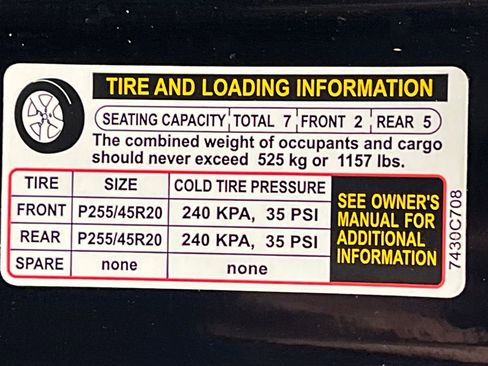 TIRE AND LOADING INFORMATION
SEATING CAPACITY TOTAL 7 FRONT 2 REAR 5
The combined weight of occupants and cargo
should never exceed 525 kg or 1157 lbs.
TIRE SIZE COLD TIRE PRESSURE
FRONT P255/45R20 240 KPA, 35 PSI
REAR P255/45R20 240 KPA, 35 PSI
SPARE none none
SEE OWNER'S
MANUAL FOR
ADDITIONAL
INFORMATION
7430C708